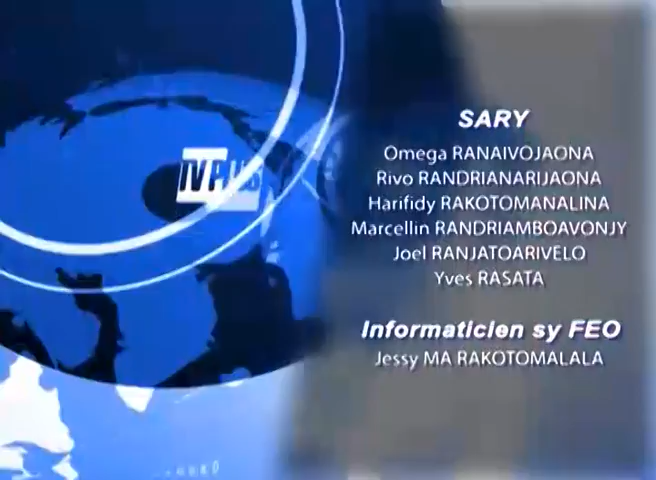 SARY
TVPLUS
Omega RANAIVOJAONA
Rivo RANDRIANARIJAONA
Harifidy RAKOTOMANALINA
Marcellin RANDRIAMBOAVONJY
Joel RANJATOARIVELO
Yves RASATA
Informaticien sy FEO
Jessy MA RAKOTOMALALA